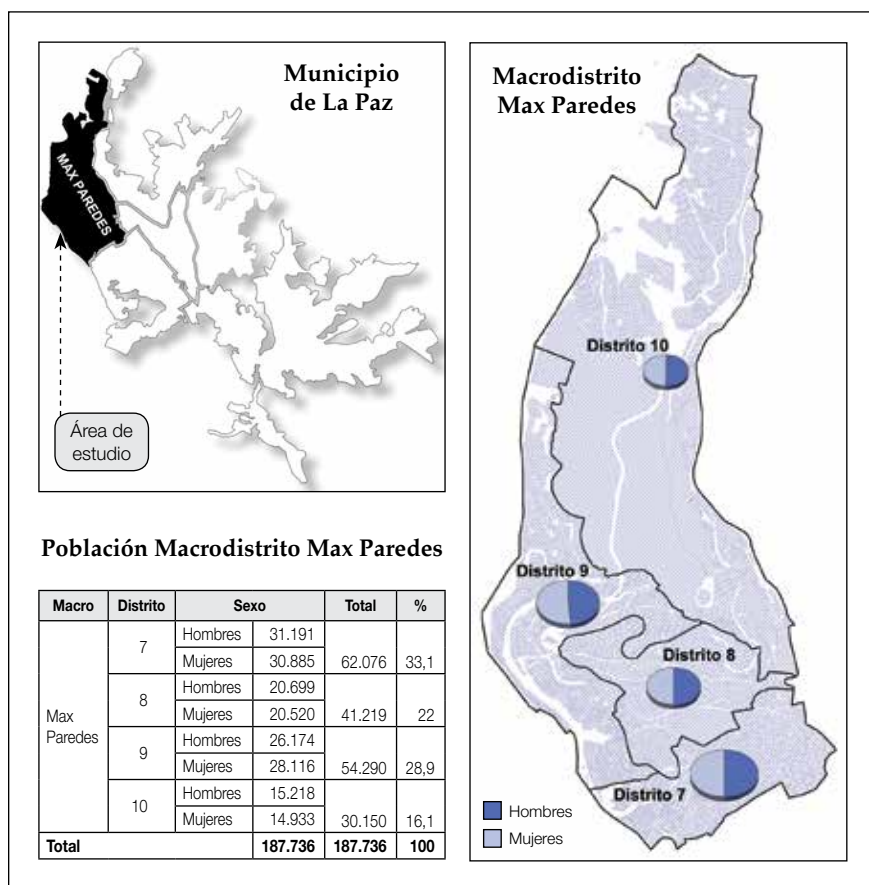 Municipio
de La Paz
MAX PAREDES
Área de
estudio
Población Macrodistrito Max Paredes
Macro Distrito Sexo Total %
Max
Paredes
7 Hombres 31.191
Mujeres 30.885 62.076 33,1
8 Hombres 20.699
Mujeres 20.520 41.219 22
9 Hombres 26.174
Mujeres 28.116 54.290 28,9
10 Hombres 15.218
Mujeres 14.933 30.150 16,1
Total 187.736 187.736 100
Macrodistrito
Max Paredes
Distrito 10
Distrito 9
Distrito 8
Distrito 7
Hombres
Mujeres